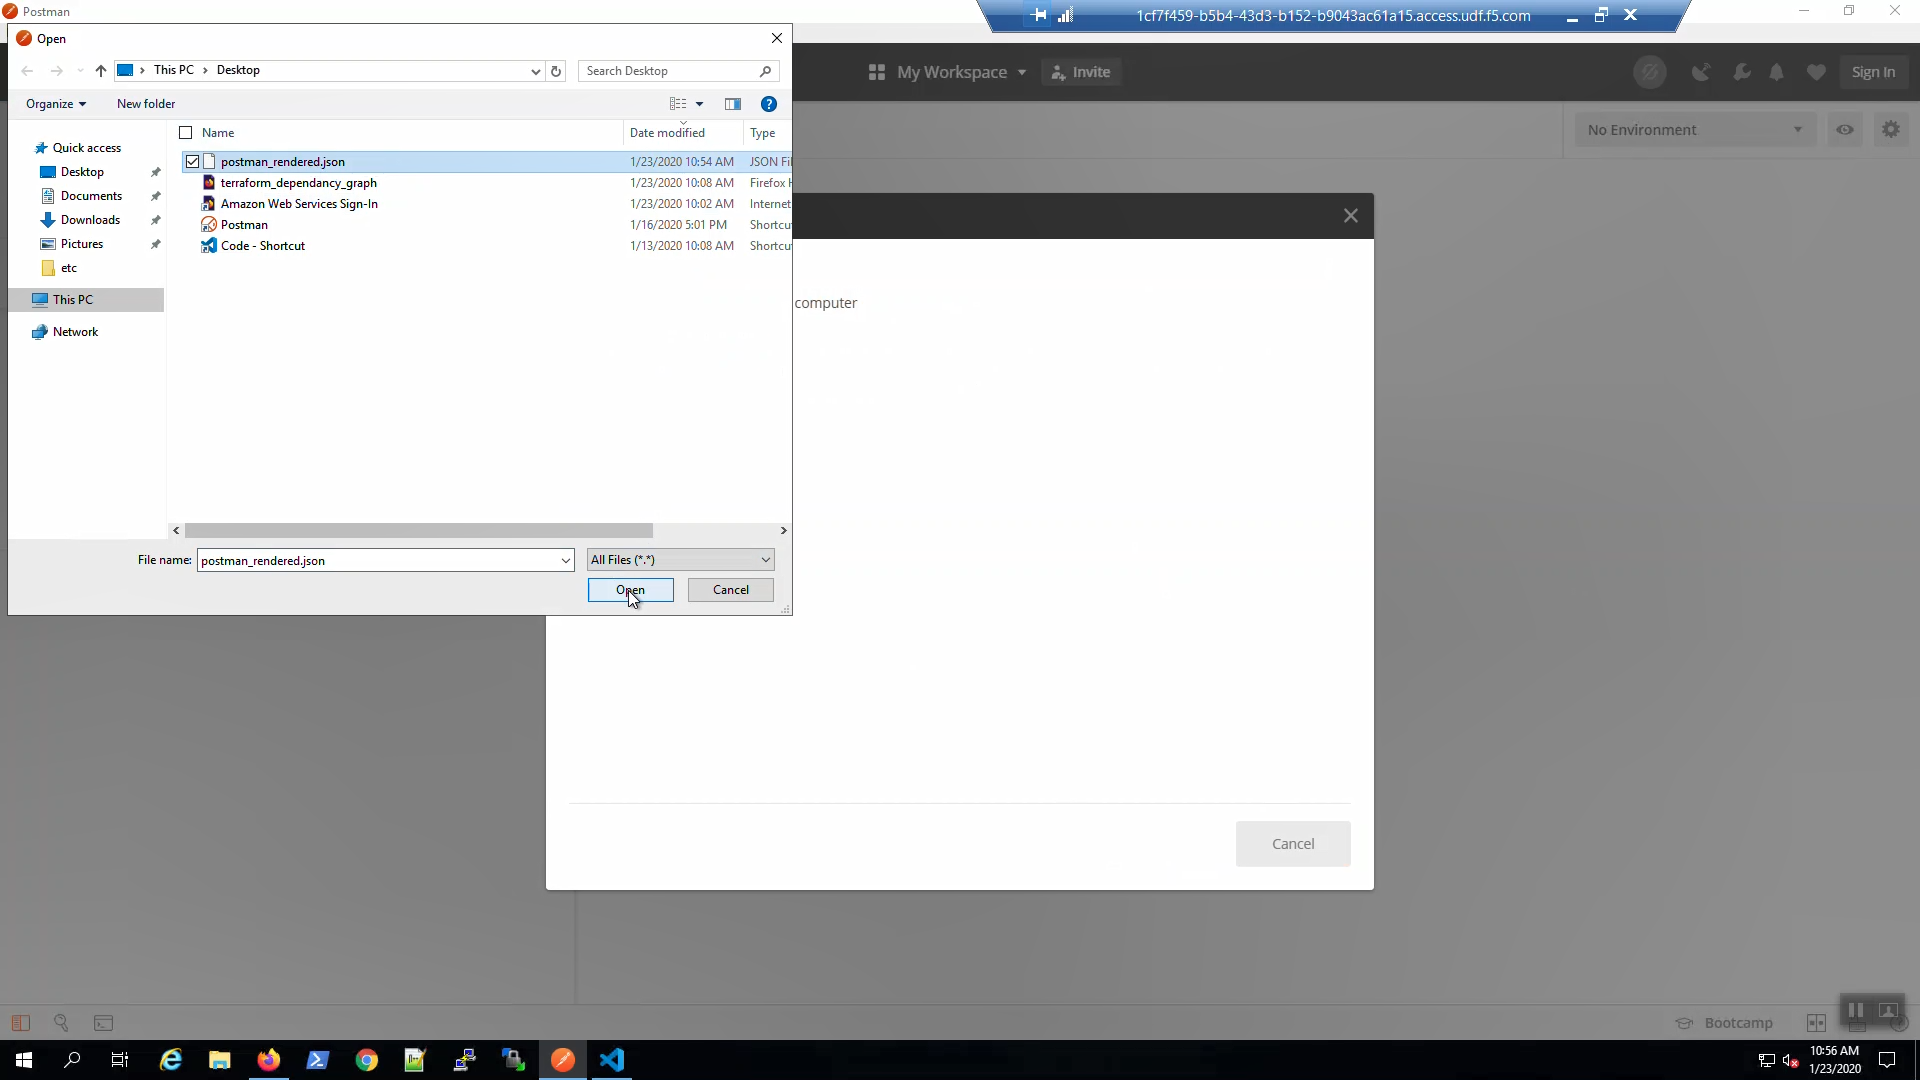 Postman
1cf7f459-b5b4-43d3-b152-b9043ac61a15.access.udf.f5.com
Open
This PC
Desktop
Search Desktop
My Workspace
Invite
Sign In
Organize
New folder
No Environment
Name
Date modified
Type
Quick access
Desktop
Documents
Downloads
Pictures
etc
This PC
Network
postman_rendered.json 1/23/2020 10:54 AM JSON Fi
terraform_dependancy_graph 1/23/2020 10:08 AM Firefox H
Amazon Web Services Sign-In 1/23/2020 10:02 AM Internet
Postman 1/16/2020 5:01 PM Shortcu
Code - Shortcut 1/13/2020 10:08 AM Shortcu
computer
File name: postman_rendered.json All Files (*.*)
Open
Cancel
Cancel
Bootcamp
10:56 AM
1/23/2020